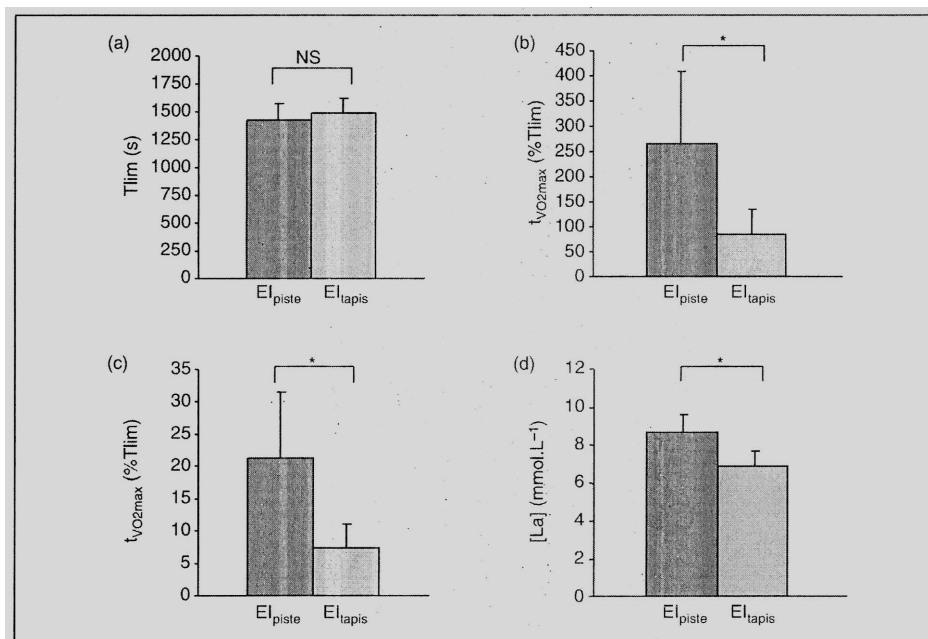 (a)
2000
1750
1500
1250
1000
750
500
250
0
Tlim (s)
NS
EIpiste
EItapis
(b)
450
400
350
300
250
200
150
100
50
0
tVO2max (%Tlim)
*
EIpiste
EItapis
(c)
35
30
25
20
15
10
5
0
tVO2max (%Tlim)
*
EIpiste
EItapis
(d)
12
10
8
6
4
2
0
[La] (mmol.L⁻¹)
*
EIpiste
EItapis